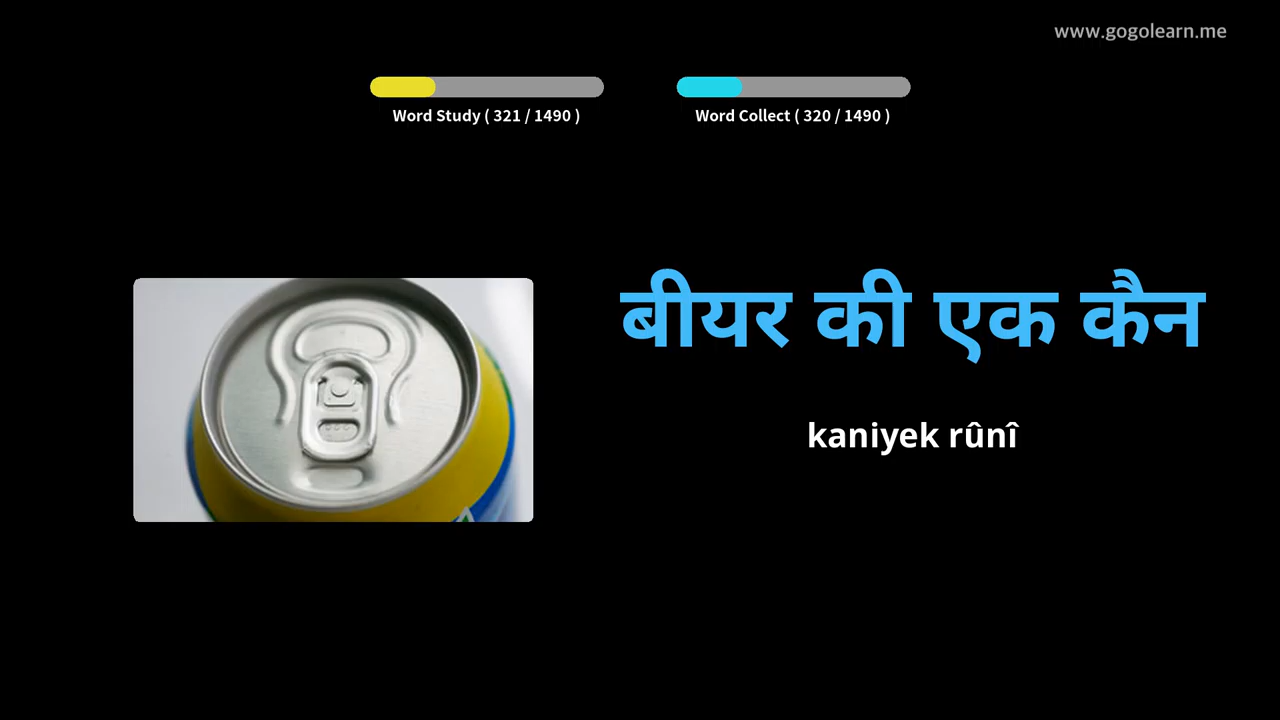 www.gogolearn.me
Word Study ( 321 / 1490 )
Word Collect ( 320 / 1490 )
बीयर की एक कैन
kaniyek rûnî